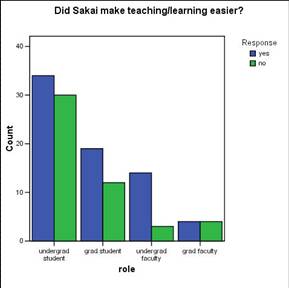 Did Sakai make teaching/learning easier?
Response
yes
no
Count
40
30
20
10
0
undergrad student
grad student
undergrad faculty
grad faculty
role